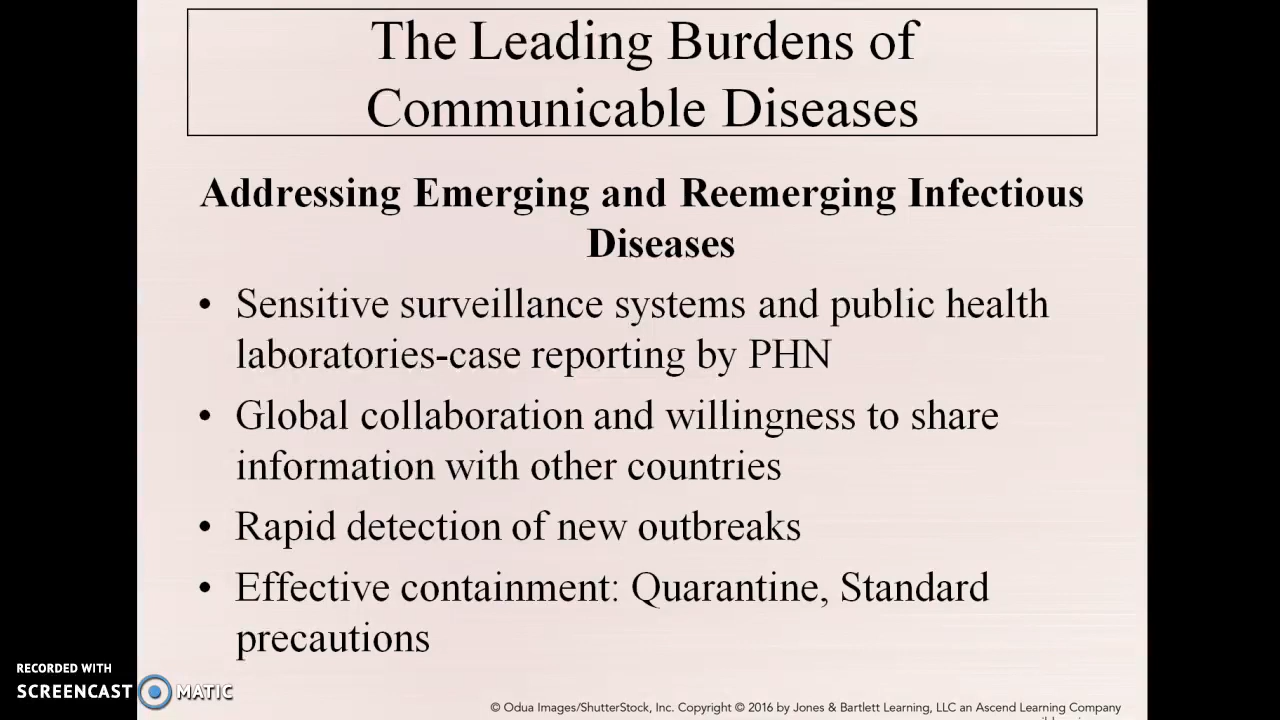 The Leading Burdens of
Communicable Diseases
Addressing Emerging and Reemerging Infectious
Diseases
• Sensitive surveillance systems and public health
laboratories-case reporting by PHN
• Global collaboration and willingness to share
information with other countries
• Rapid detection of new outbreaks
• Effective containment: Quarantine, Standard
precautions
RECORDED WITH
SCREENCAST MATIC
© Odua Images/ShutterStock, Inc. Copyright © 2016 by Jones & Bartlett Learning, LLC an Ascend Learning Company